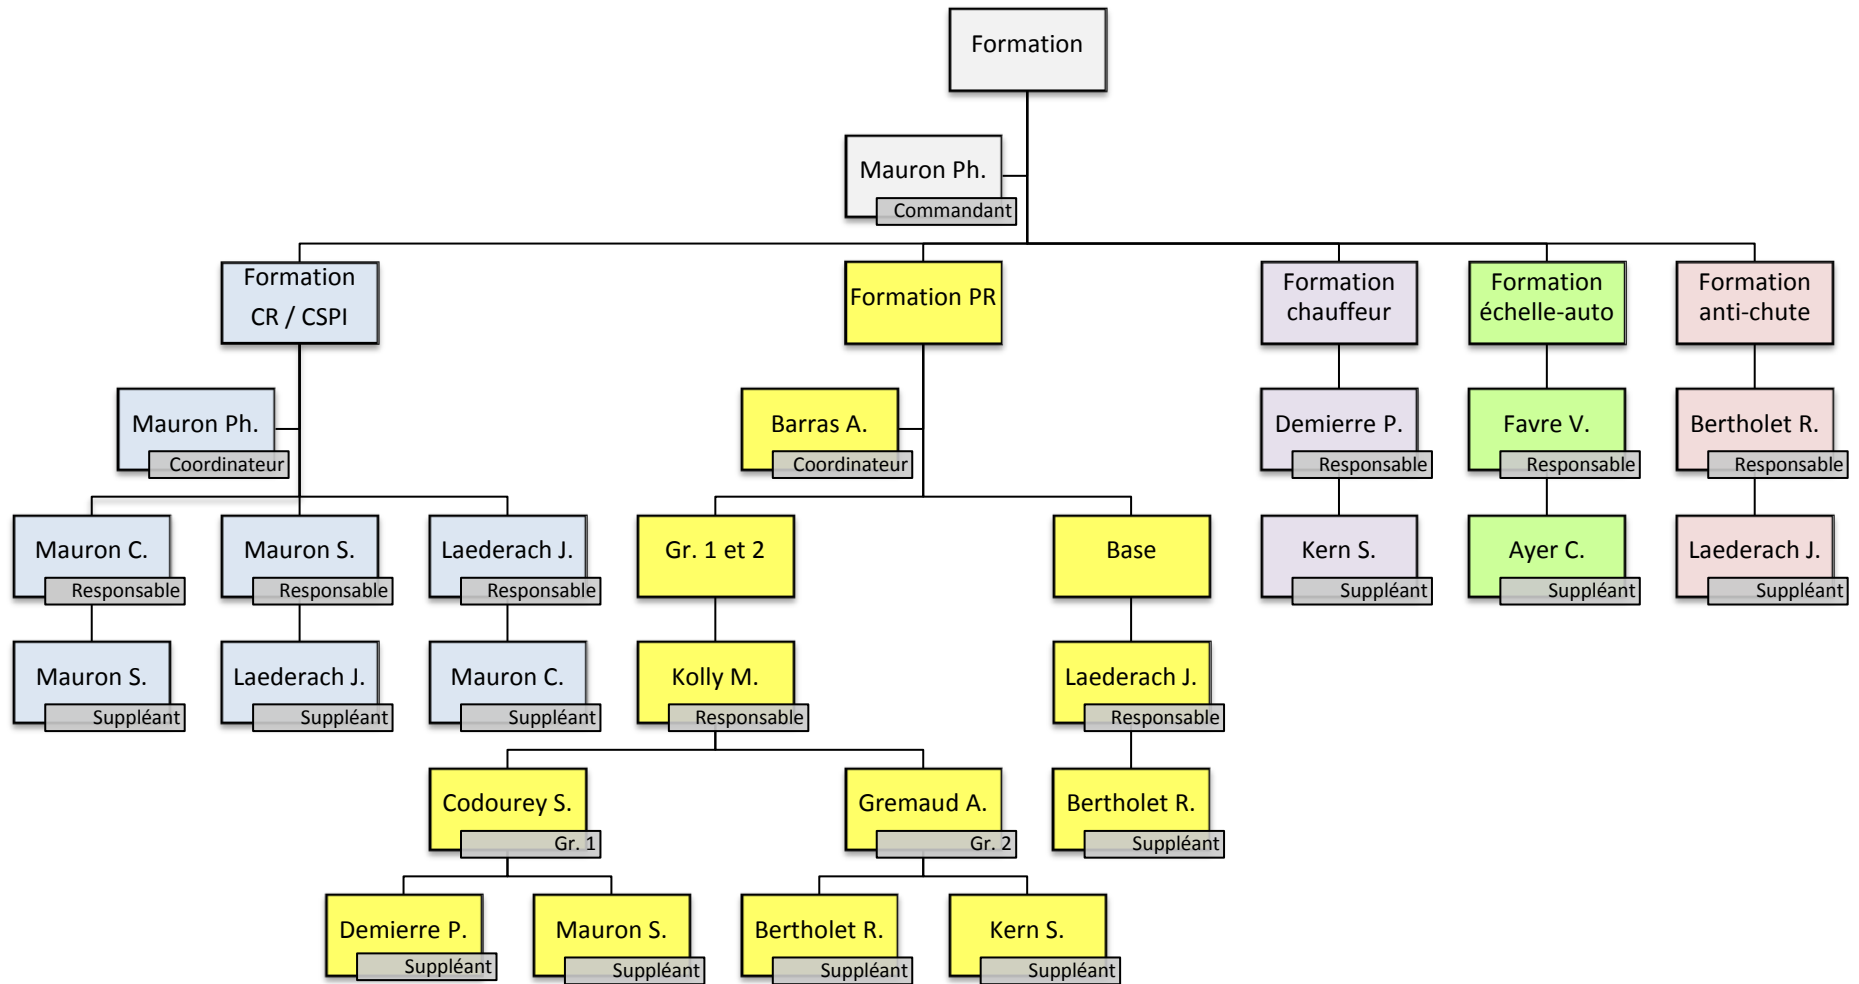 Formation
Mauron Ph.
Commandant
Formation
CR / CSPI
Formation PR
Formation
chauffeur
Formation
échelle-auto
Formation
anti-chute
Mauron Ph.
Coordinateur
Barras A.
Coordinateur
Demierre P.
Responsable
Favre V.
Responsable
Bertholet R.
Responsable
Mauron C.
Responsable
Mauron S.
Responsable
Laederach J.
Responsable
Gr. 1 et 2
Base
Kern S.
Suppléant
Ayer C.
Suppléant
Laederach J.
Suppléant
Mauron S.
Suppléant
Laederach J.
Suppléant
Mauron C.
Suppléant
Kolly M.
Responsable
Laederach J.
Responsable
Codourey S.
Gr. 1
Gremaud A.
Gr. 2
Bertholet R.
Suppléant
Demierre P.
Suppléant
Mauron S.
Suppléant
Bertholet R.
Suppléant
Kern S.
Suppléant